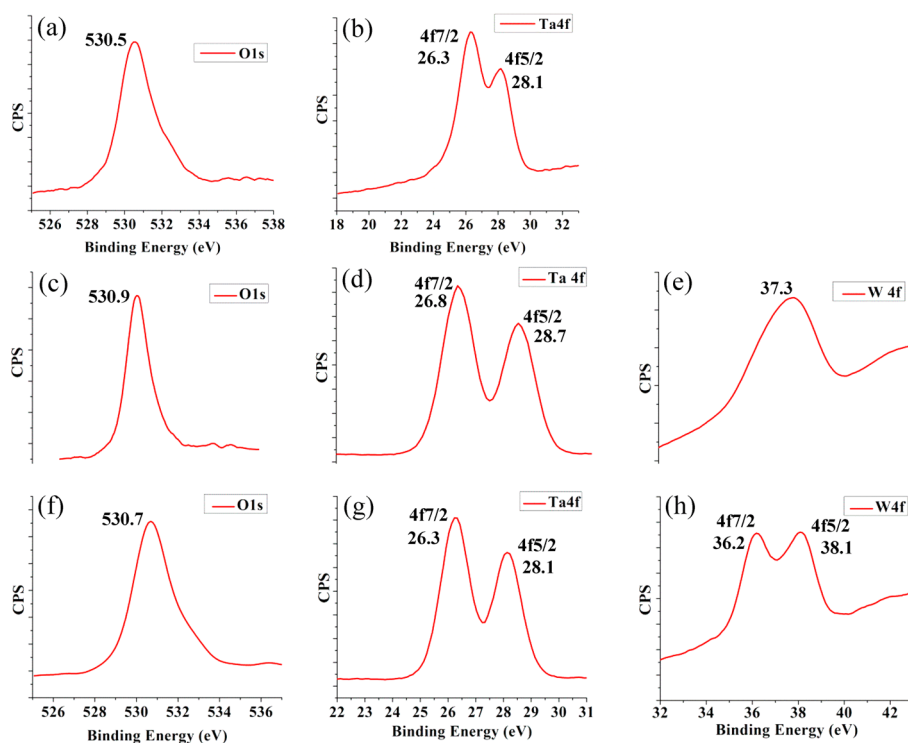 (a)
530.5
O1s
CPS
526 528 530 532 534 536 538
Binding Energy (eV)
(b)
4f7/2
26.3
4f5/2
28.1
Ta4f
CPS
18 20 22 24 26 28 30 32
Binding Energy (eV)
(c)
530.9
O1s
CPS
(d)
4f7/2
26.8
4f5/2
28.7
Ta 4f
CPS
(e)
37.3
W 4f
CPS
(f)
530.7
O1s
CPS
526 528 530 532 534 536
Binding Energy (eV)
(g)
4f7/2
26.3
4f5/2
28.1
Ta4f
CPS
22 23 24 25 26 27 28 29 30 31
Binding Energy (eV)
(h)
4f7/2
36.2
4f5/2
38.1
W4f
CPS
32 34 36 38 40 42
Binding Energy (eV)